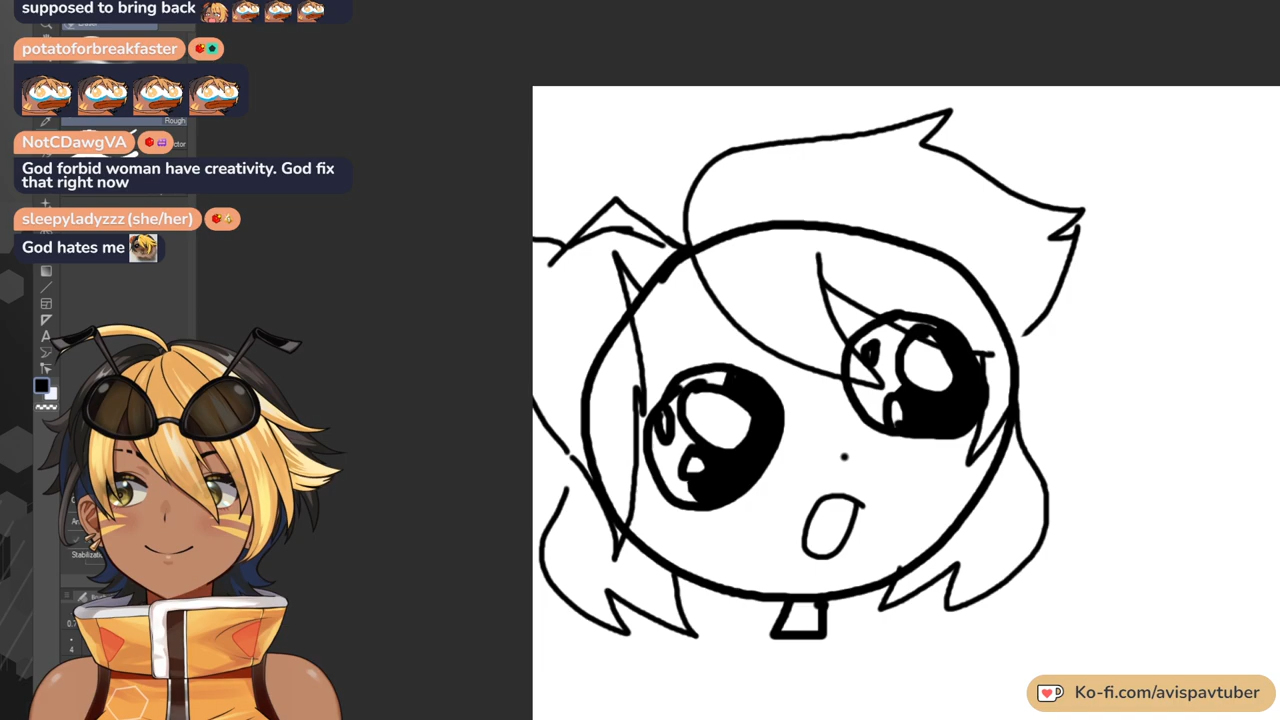 supposed to bring back
potatoforbreakfaster
Rough
NotCDawgVA
God forbid woman have creativity. God fix
that right now
sleepyladyzzz (she/her)
God hates me
Ko-fi.com/avispavtuber